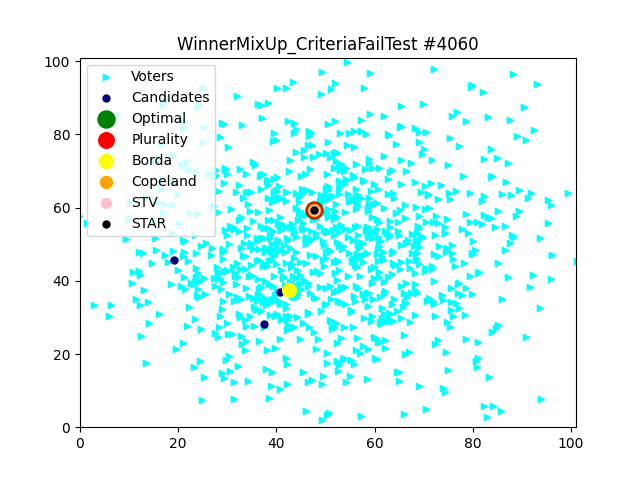 WinnerMixUp_CriteriaFailTest #4060
100
80
60
40
20
0
Voters
Candidates
Optimal
Plurality
Borda
Copeland
STV
STAR
0 20 40 60 80 100